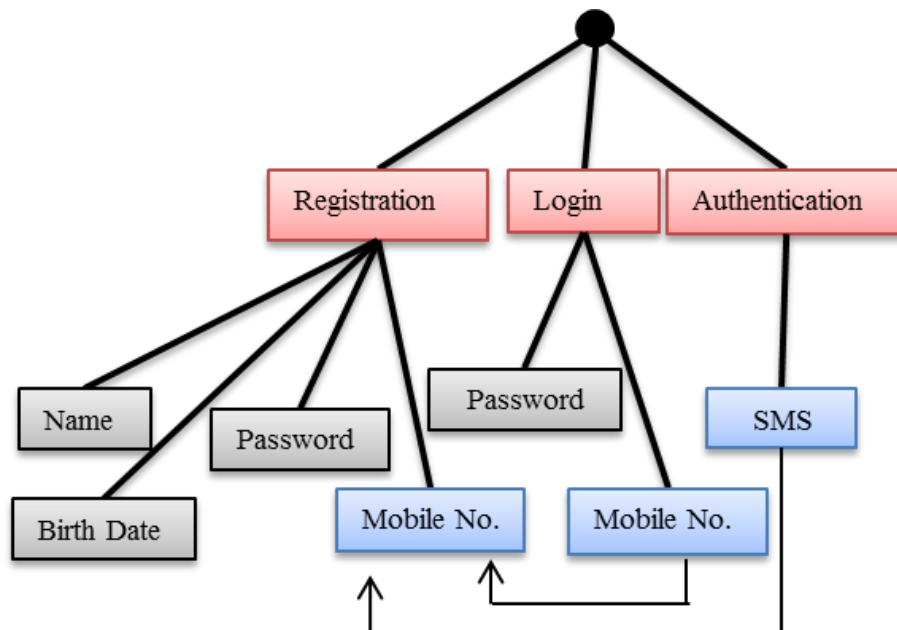 Registration
Login
Authentication
Name
Password
Password
SMS
Birth Date
Mobile No.
Mobile No.